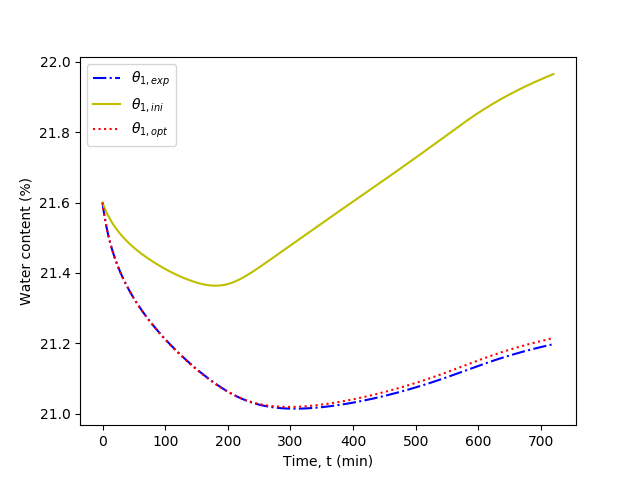 22.0
21.8
21.6
21.4
21.2
21.0
Water content (%)
θ1,exp
θ1,ini
θ1,opt
0 100 200 300 400 500 600 700
Time, t (min)